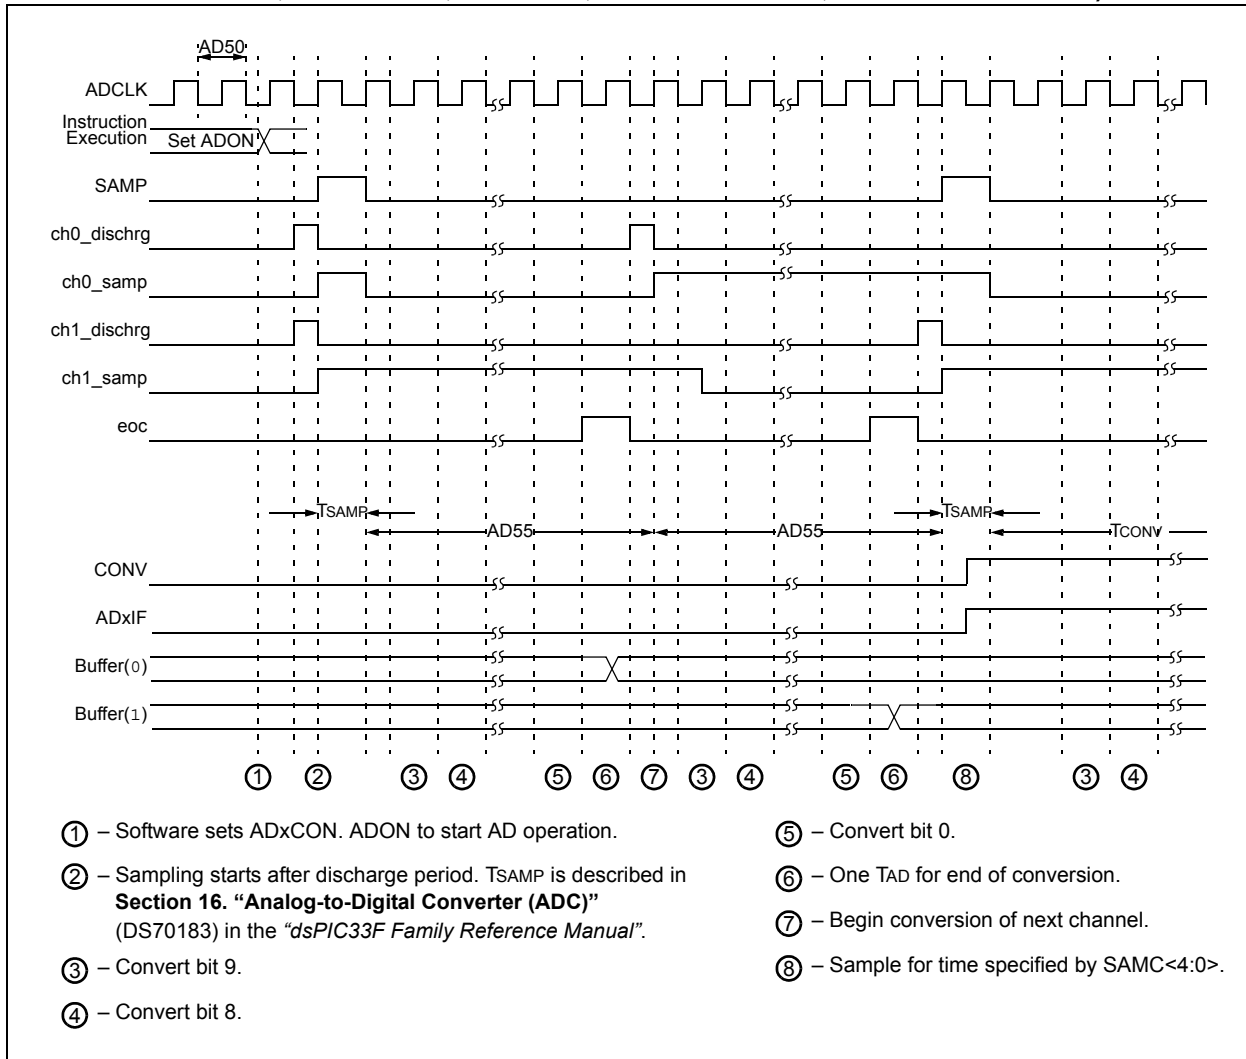 AD50
ADCLK
Instruction
Execution
Set ADON
SAMP
ch0_dischrg
ch0_samp
ch1_dischrg
ch1_samp
eoc
TSAMP
TSAMP
AD55
AD55
TCONV
CONV
ADxIF
Buffer(0)
Buffer(1)
1 2 3 4 5 6 7 3 4 5 6 8 3 4
1 – Software sets ADxCON. ADON to start AD operation.
2 – Sampling starts after discharge period. TSAMP is described in
Section 16. “Analog-to-Digital Converter (ADC)”
(DS70183) in the “dsPIC33F Family Reference Manual”.
3 – Convert bit 9.
4 – Convert bit 8.
5 – Convert bit 0.
6 – One TAD for end of conversion.
7 – Begin conversion of next channel.
8 – Sample for time specified by SAMC<4:0>.